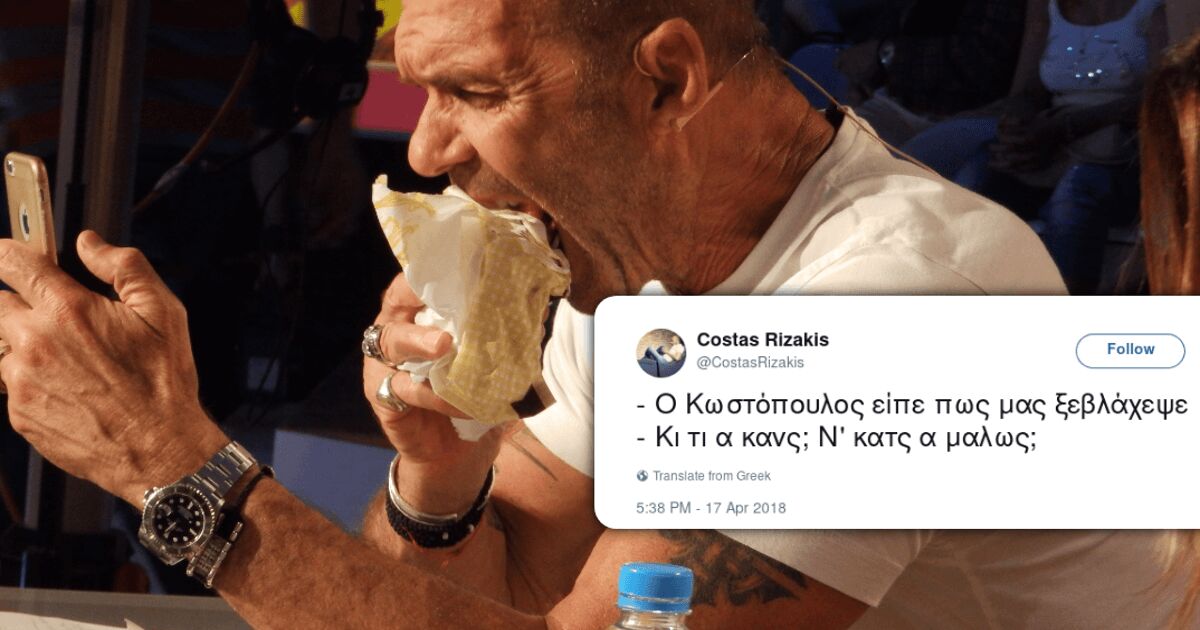 Costas Rizakis
@CostasRizakis
Follow
- Ο Κωστόπουλος είπε πως μας ξεβλάχεψε
- Κι τι α κανς; Ν' κατς α μαλως;
Translate from Greek
5:38 PM - 17 Apr 2018